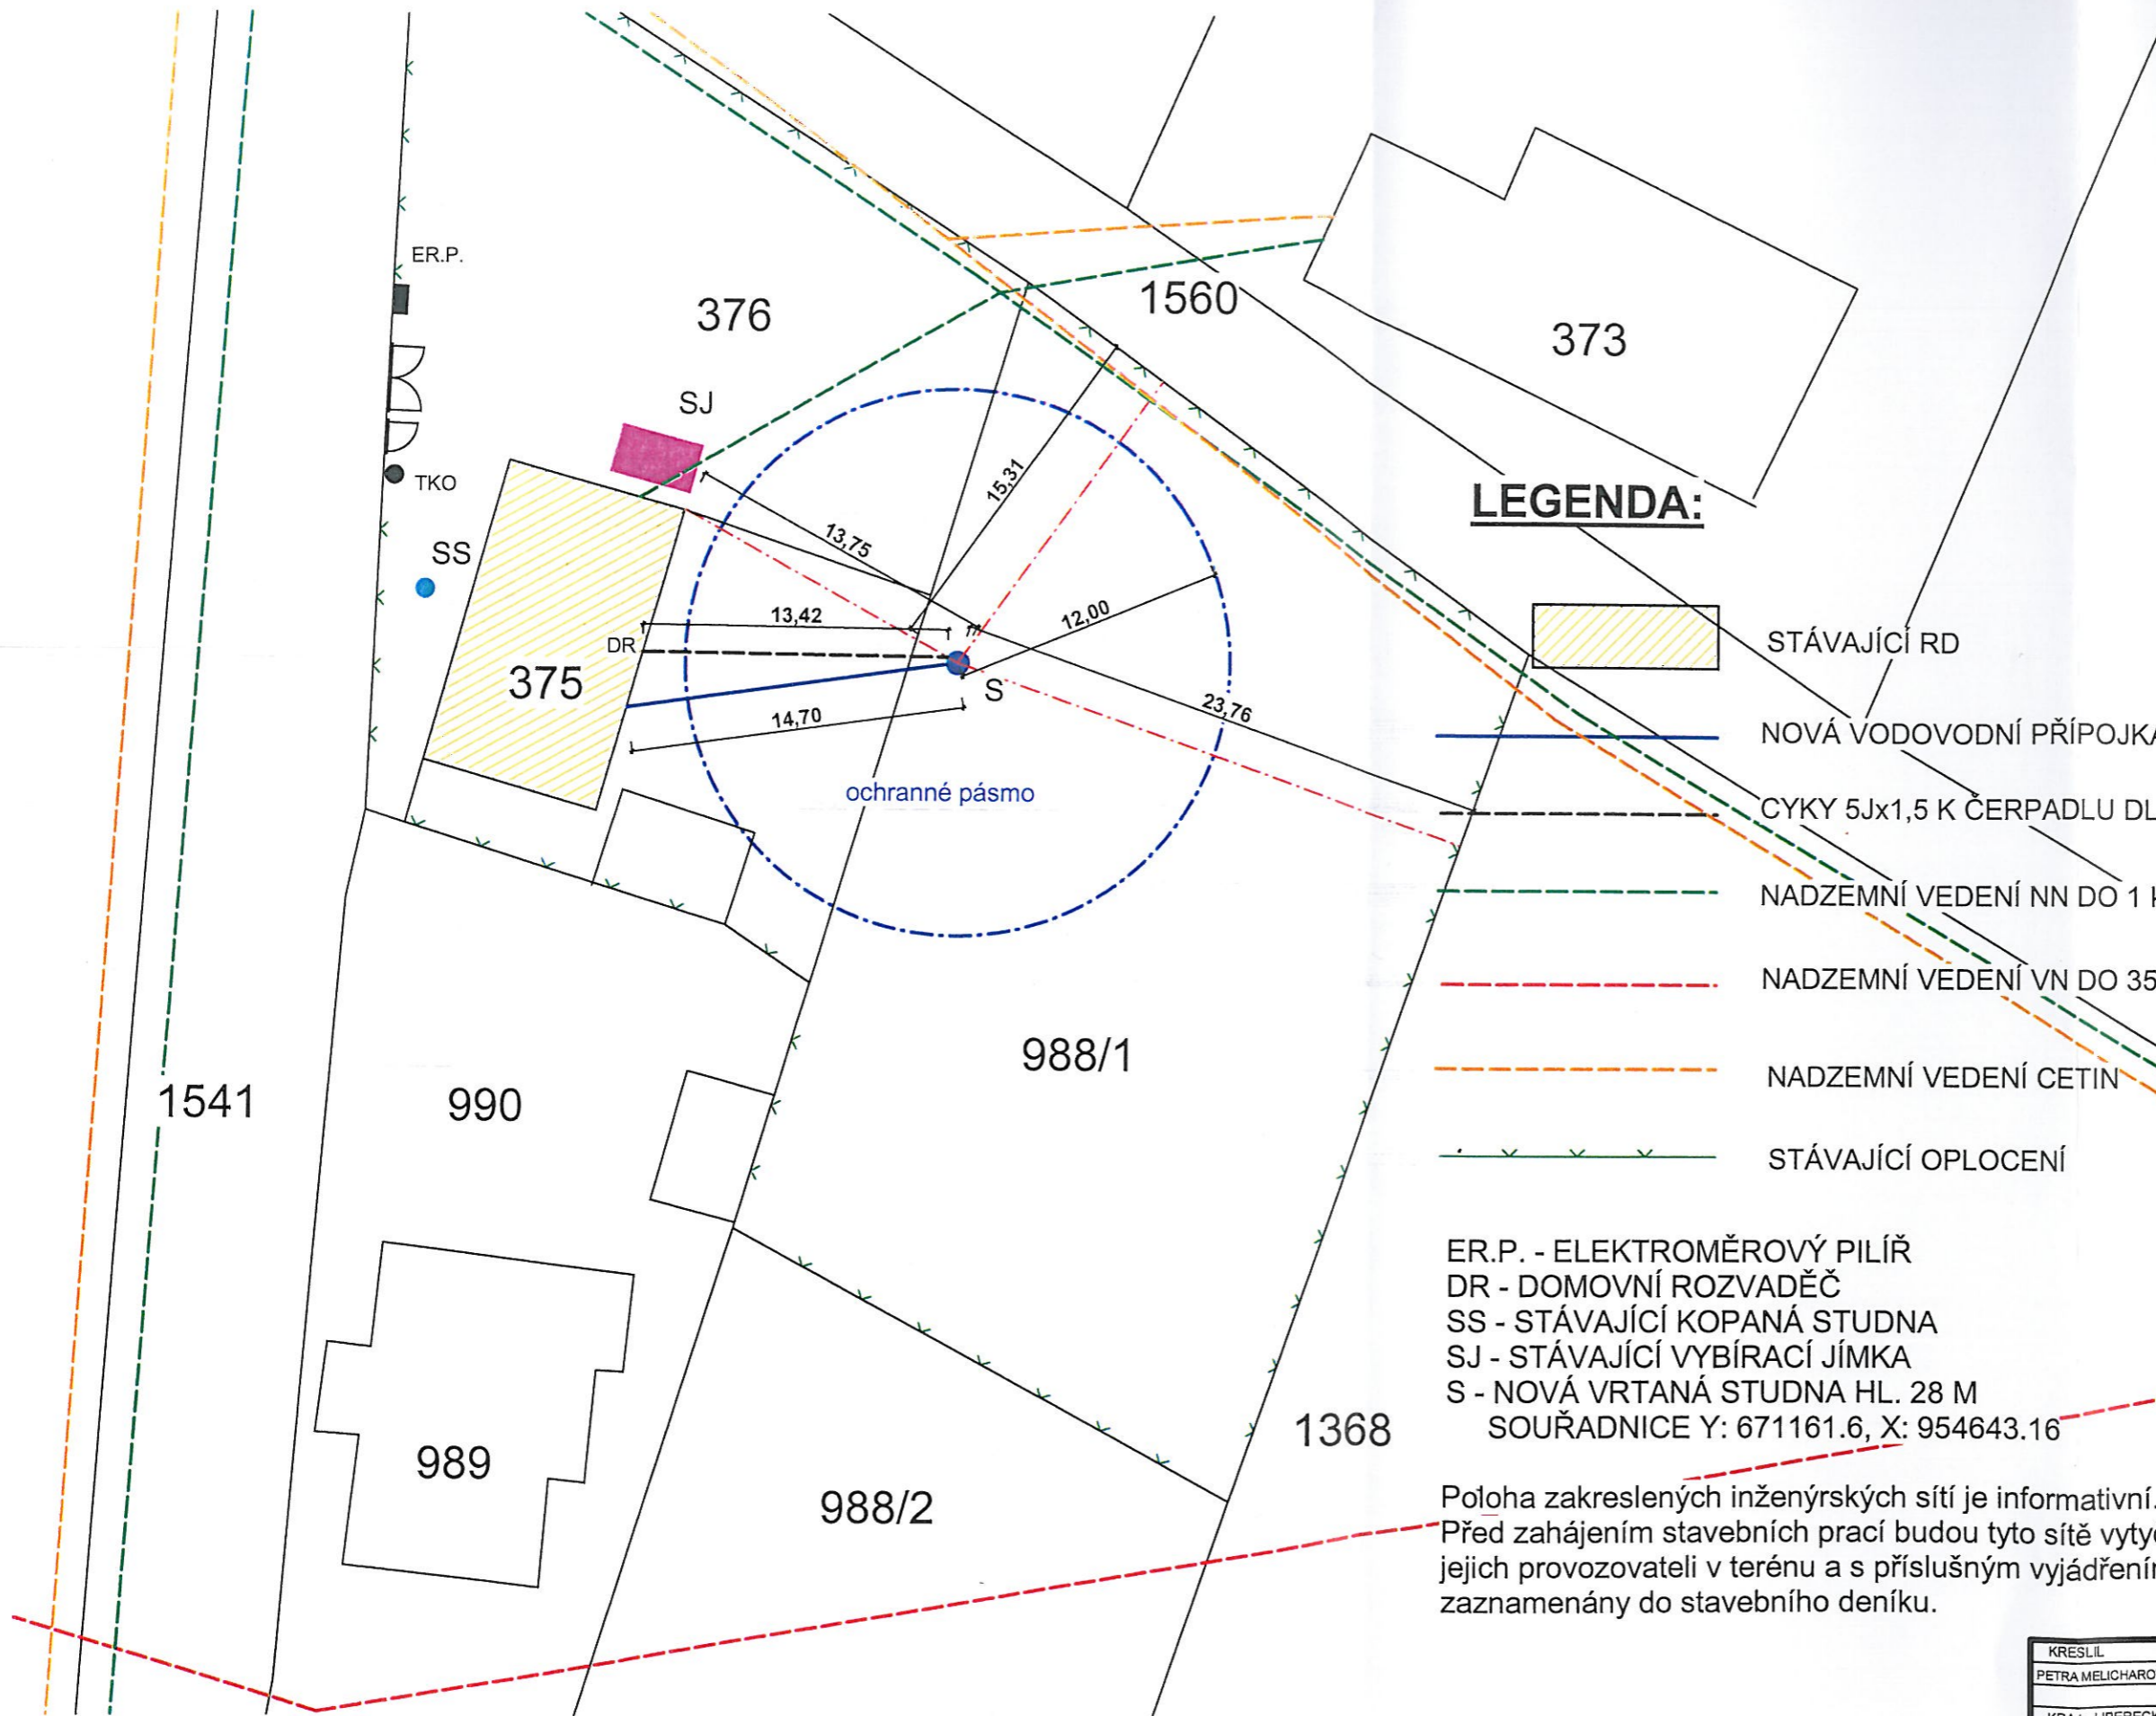 ER.P.
376
1560
373
SJ
TKO
SS
15,31
13,75
LEGENDA:
12,00
13,42
DR
375
S
STÁVAJÍCÍ RD
14,70
23,76
NOVÁ VODOVODNÍ PŘÍPOJKA
ochranné pásmo
CYKY 5Jx1,5 K ČERPADLU DL
NADZEMNÍ VEDENÍ NN DO 1
NADZEMNÍ VEDENÍ VN DO 35
988/1
NADZEMNÍ VEDENÍ CETIN
1541
990
STÁVAJÍCÍ OPLOCENÍ
ER.P. - ELEKTROMĚROVÝ PILÍŘ
DR - DOMOVNÍ ROZVADĚČ
SS - STÁVAJÍCÍ KOPANÁ STUDNA
SJ - STÁVAJÍCÍ VYBÍRACÍ JÍMKA
S - NOVÁ VRTANÁ STUDNA HL. 28 M
SOUŘADNICE Y: 671161.6, X: 954643.16
1368
989
988/2
Poloha zakreslených inženýrských sítí je informativní.
Před zahájením stavebních prací budou tyto sítě
jejich provozovateli v terénu a s příslušným
zaznamenány do stavebního deníku.
KRESLIL
PETRA